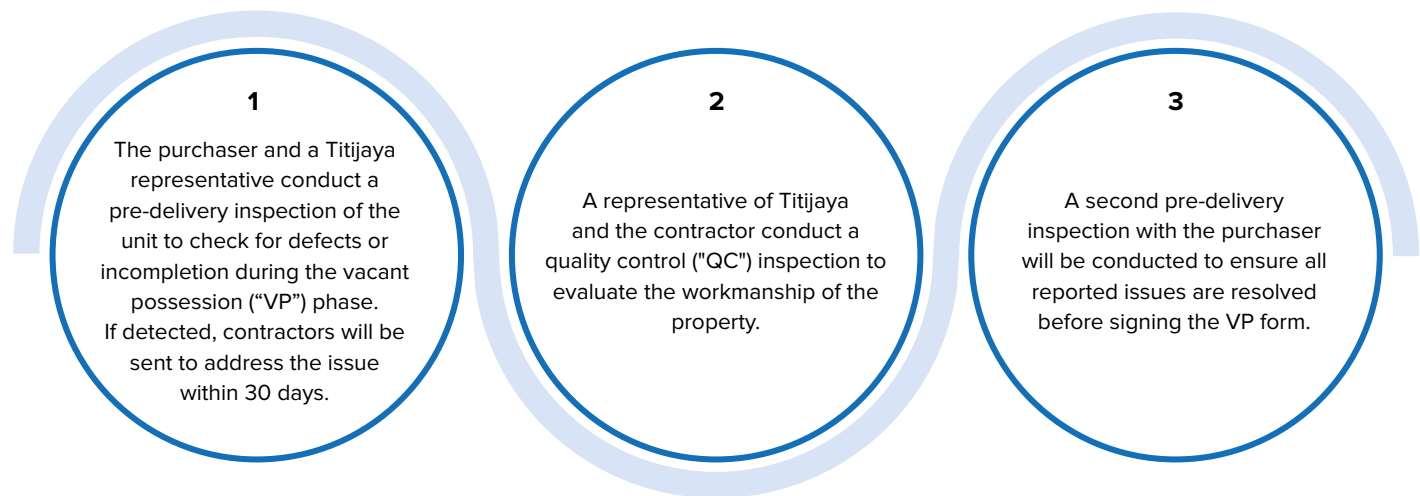 1
The purchaser and a Titijaya
representative conduct a
pre-delivery inspection of the
unit to check for defects or
incompletion during the vacant
possession (“VP”) phase.
If detected, contractors will be
sent to address the issue
within 30 days.
2
A representative of Titijaya
and the contractor conduct a
quality control ("QC") inspection to
evaluate the workmanship of the
property.
3
A second pre-delivery
inspection with the purchaser
will be conducted to ensure all
reported issues are resolved
before signing the VP form.